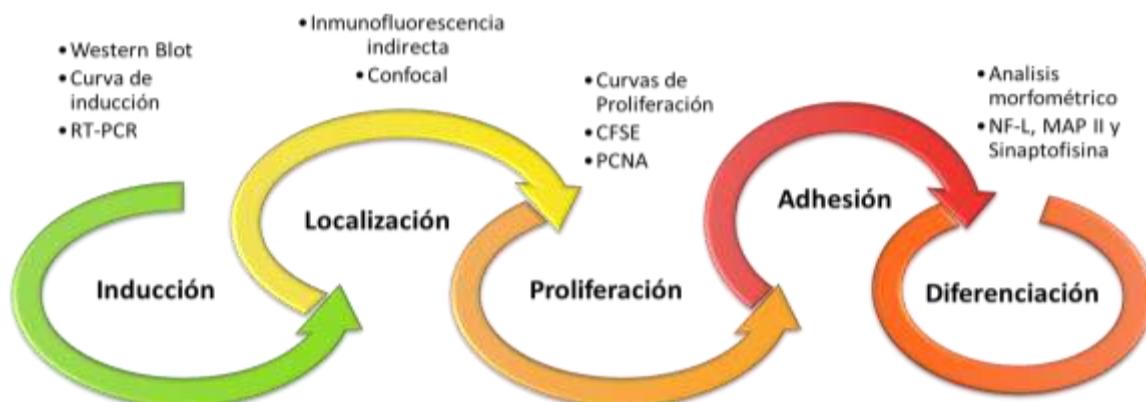 • Western Blot
• Curva de
inducción
• RT-PCR
Inducción
• Inmunofluorescencia
indirecta
• Confocal
Localización
• Curvas de
Proliferación
• CFSE
• PCNA
Proliferación
Adhesión
• Analisis
morfométrico
• NF-L, MAP II y
Sinaptofisina
Diferenciación